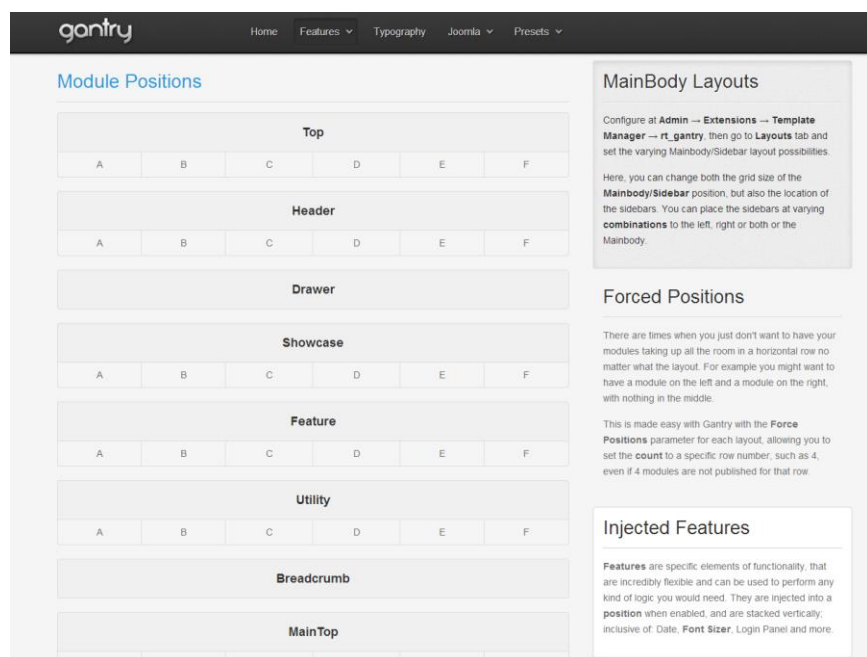 gantry
Home Features Typography Joomla Presets
Module Positions
Top
A B C D E F
Header
A B C D E F
Drawer
Showcase
A B C D E F
Feature
A B C D E F
Utility
A B C D E F
Breadcrumb
MainTop
MainBody Layouts
Configure at Admin → Extensions → Template
Manager → rt_gantry, then go to Layouts tab and
set the varying Mainbody/Sidebar layout possibilities.
Here, you can change both the grid size of the
Mainbody/Sidebar position, but also the location of
the sidebars. You can place the sidebars at varying
combinations to the left, right or both or the
Mainbody.
Forced Positions
There are times when you just don't want to have your
modules taking up all the room in a horizontal row no
matter what the layout. For example you might want to
have a module on the left and a module on the right,
with nothing in the middle.
This is made easy with Gantry with the Force
Positions parameter for each layout, allowing you to
set the count to a specific row number, such as 4,
even if 4 modules are not published for that row.
Injected Features
Features are specific elements of functionality, that
are incredibly flexible and can be used to perform any
kind of logic you would need. They are injected into a
position when enabled, and are stacked vertically;
inclusive of: Date, Font Sizer, Login Panel and more.